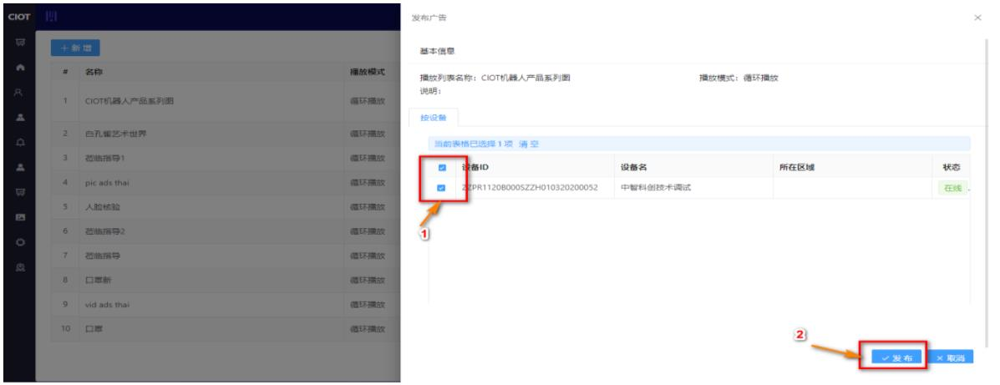 CIOT
发布广告
＋新 增
基本信息
# 名称 播放模式
播放列表名称：CIOT机器人产品系列图 播放模式：循环播放
说明：
1 CIOT机器人产品系列图 循环播放
按设备
2 白孔雀艺术世界 循环播放
当前表格已选择 1 项 清 空
3 莅临指导1 循环播放
设备ID 设备名 所在区域 状态
4 pic ads thai 循环播放
2ZPR1120B000SZZH010320200052 中智科创技术调试 在线
5 人脸核验 循环播放
6 莅临指导2 循环播放
1
7 莅临指导 循环播放
8 口罩新 循环播放
9 vid ads thai 循环播放
10 口罩 循环播放
2
✓ 发 布 × 取消